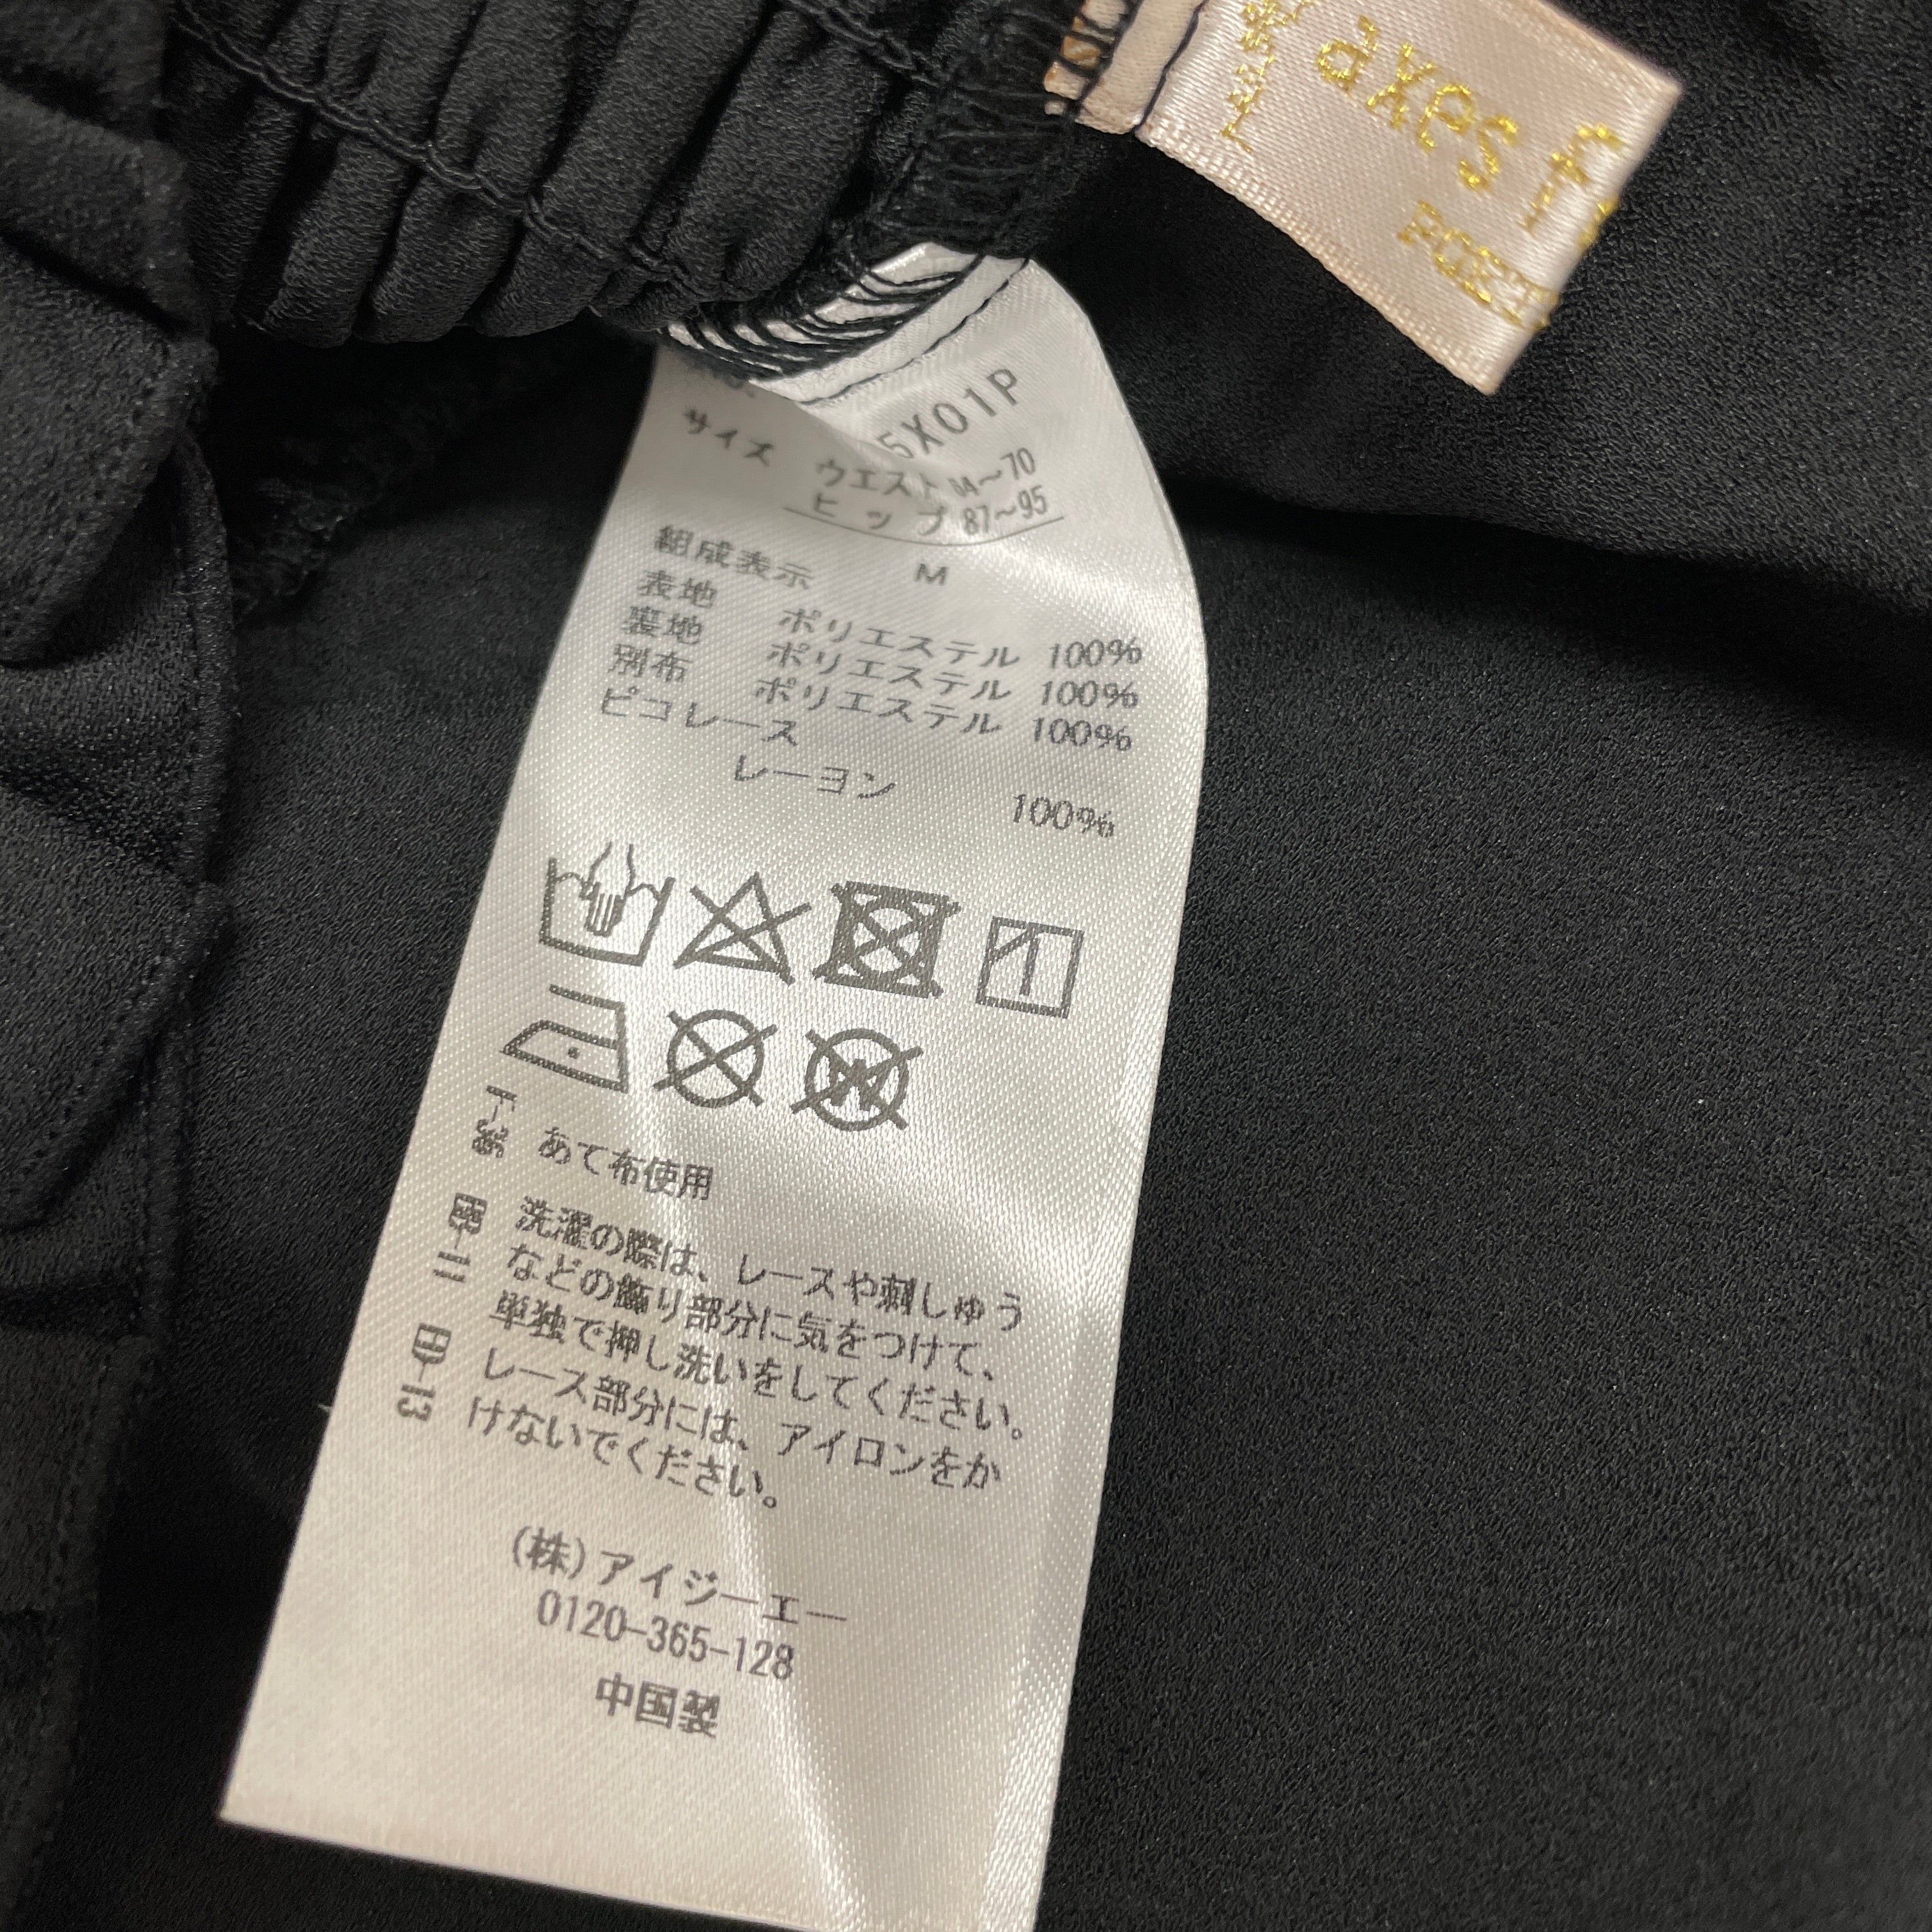 axes f
POETI
5X01P
サイズ
ウエスト 64～70
ヒップ 87～95
M
組成表示
表地 ポリエステル 100%
裏地 ポリエステル 100%
別布 ポリエステル 100%
ピコレース
レーヨン 100%
あて布使用
洗濯の際は、レースや刺しゅう
などの飾り部分に気をつけて、
単独で押し洗いをしてください。
レース部分には、アイロンをか
けないでください。
(株)アイジーエー
0120-365-128
中国製